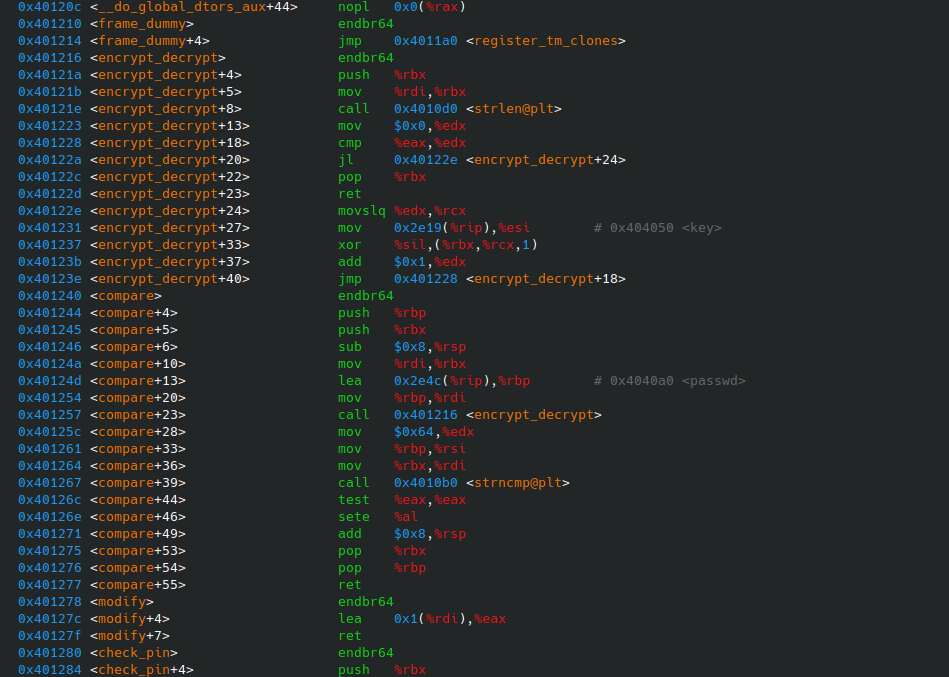 0x40120c <__do_global_dtors_aux+44> nopl 0x0(%rax)
0x401210 <frame_dummy> endbr64
0x401214 <frame_dummy+4> jmp 0x4011a0 <register_tm_clones>
0x401216 <encrypt_decrypt> endbr64
0x40121a <encrypt_decrypt+4> push %rbx
0x40121b <encrypt_decrypt+5> mov %rdi,%rbx
0x40121e <encrypt_decrypt+8> call 0x4010d0 <strlen@plt>
0x401223 <encrypt_decrypt+13> mov $0x0,%edx
0x401228 <encrypt_decrypt+18> cmp %eax,%edx
0x40122a <encrypt_decrypt+20> jl 0x40122e <encrypt_decrypt+24>
0x40122c <encrypt_decrypt+22> pop %rbx
0x40122d <encrypt_decrypt+23> ret
0x40122e <encrypt_decrypt+24> movslq %edx,%rcx
0x401231 <encrypt_decrypt+27> mov 0x2e19(%rip),%esi # 0x404050 <key>
0x401237 <encrypt_decrypt+33> xor %sil,(%rbx,%rcx,1)
0x40123b <encrypt_decrypt+37> add $0x1,%edx
0x40123e <encrypt_decrypt+40> jmp 0x401228 <encrypt_decrypt+18>
0x401240 <compare> endbr64
0x401244 <compare+4> push %rbp
0x401245 <compare+5> push %rbx
0x401246 <compare+6> sub $0x8,%rsp
0x40124a <compare+10> mov %rdi,%rbx
0x40124d <compare+13> lea 0x2e4c(%rip),%rbp # 0x4040a0 <passwd>
0x401254 <compare+20> mov %rbp,%rdi
0x401257 <compare+23> call 0x401216 <encrypt_decrypt>
0x40125c <compare+28> mov $0x64,%edx
0x401261 <compare+33> mov %rbp,%rsi
0x401264 <compare+36> mov %rbx,%rdi
0x401267 <compare+39> call 0x4010b0 <strncmp@plt>
0x40126c <compare+44> test %eax,%eax
0x40126e <compare+46> sete %al
0x401271 <compare+49> add $0x8,%rsp
0x401275 <compare+53> pop %rbx
0x401276 <compare+54> pop %rbp
0x401277 <compare+55> ret
0x401278 <modify> endbr64
0x40127c <modify+4> lea 0x1(%rdi),%eax
0x40127f <modify+7> ret
0x401280 <check_pin> endbr64
0x401284 <check_pin+4> push %rbx